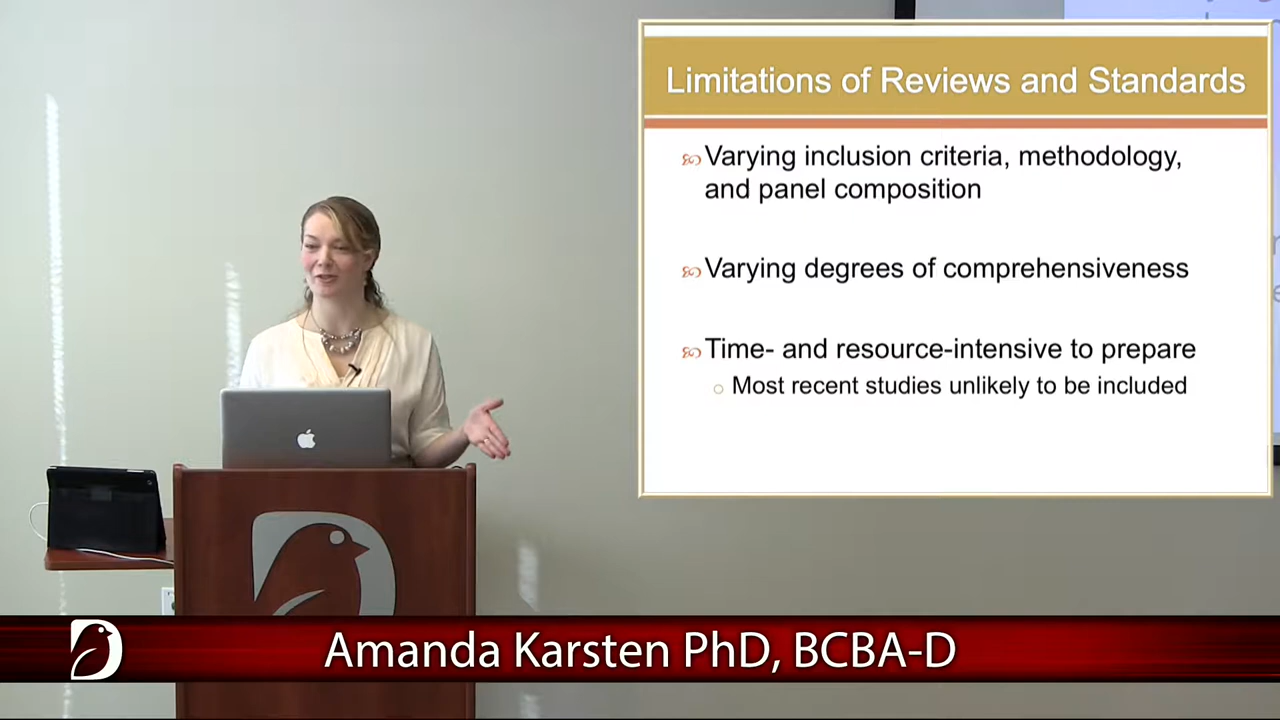 Limitations of Reviews and Standards
Varying inclusion criteria, methodology,
and panel composition
Varying degrees of comprehensiveness
Time- and resource-intensive to prepare
Most recent studies unlikely to be included
Amanda Karsten PhD, BCBA-D